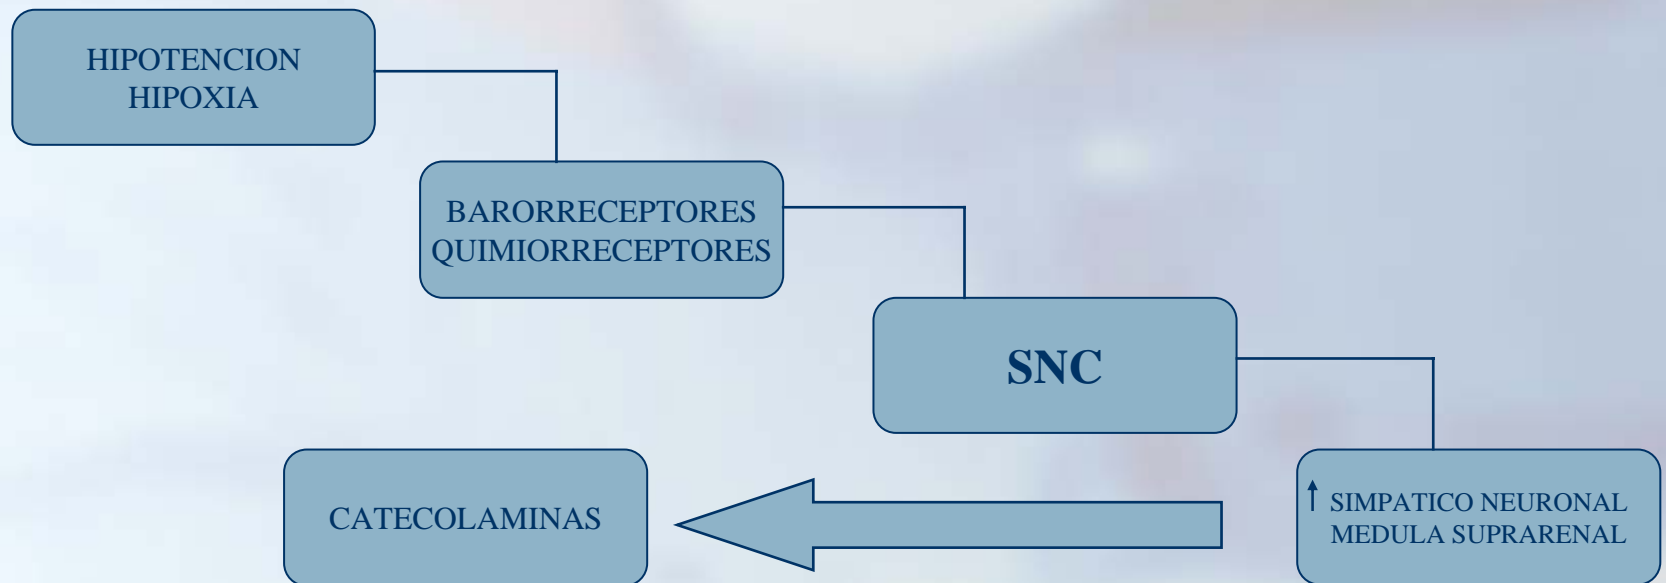 HIPOTENCION
HIPOXIA
BARORRECEPTORES
QUIMIORRECEPTORES
SNC
↑ SIMPATICO NEURONAL
MEDULA SUPRARENAL
CATECOLAMINAS